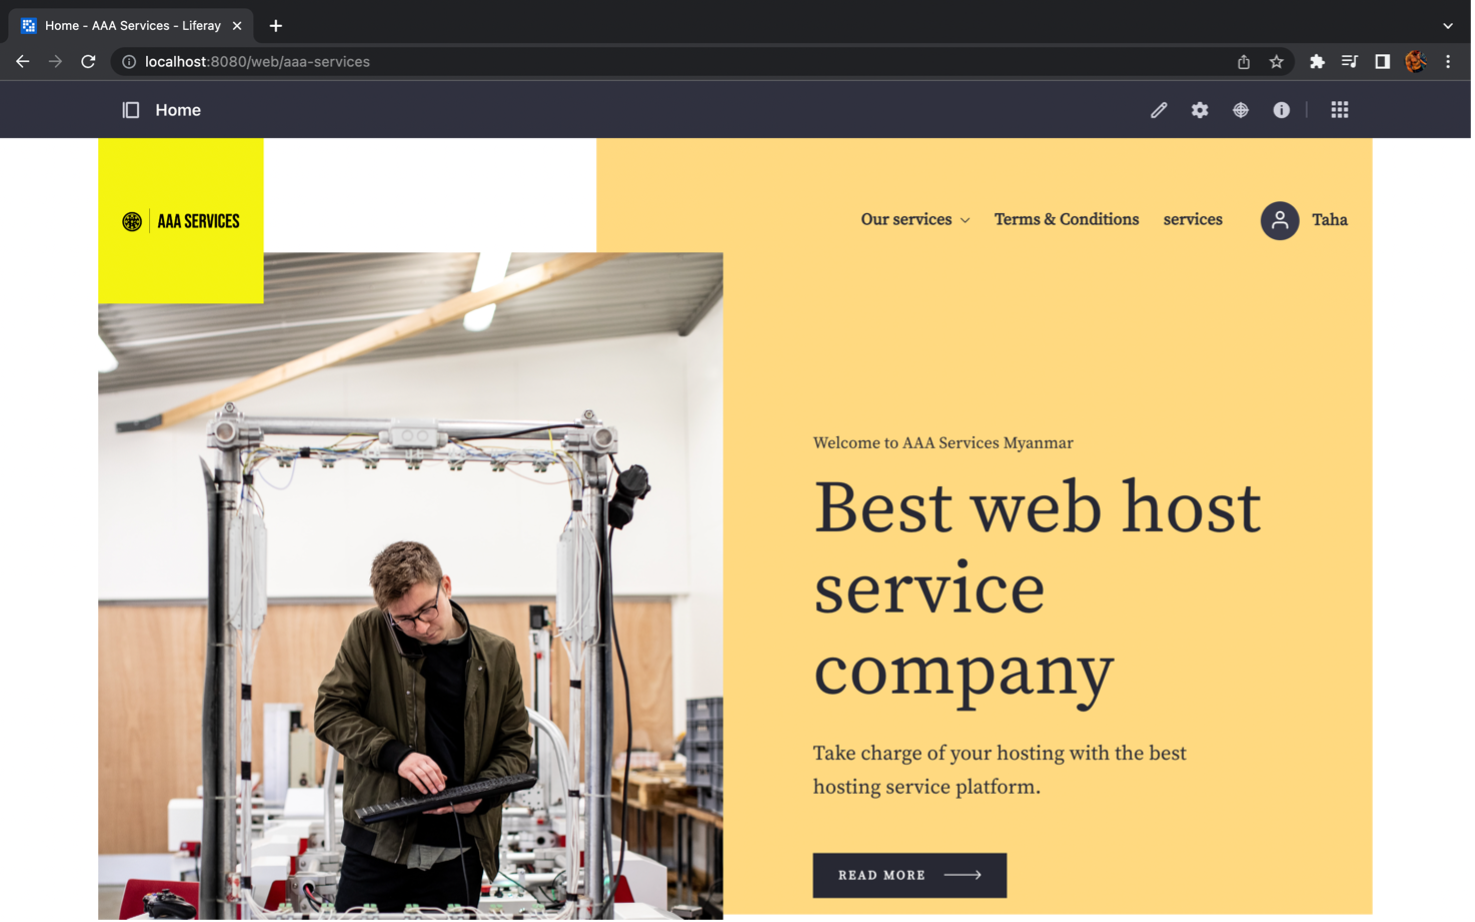 Home - AAA Services - Liferay
localhost:8080/web/aaa-services
Home
AAA SERVICES
Our services
Terms & Conditions
services
Taha
Welcome to AAA Services Myanmar
Best web host
service
company
Take charge of your hosting with the best
hosting service platform.
READ MORE